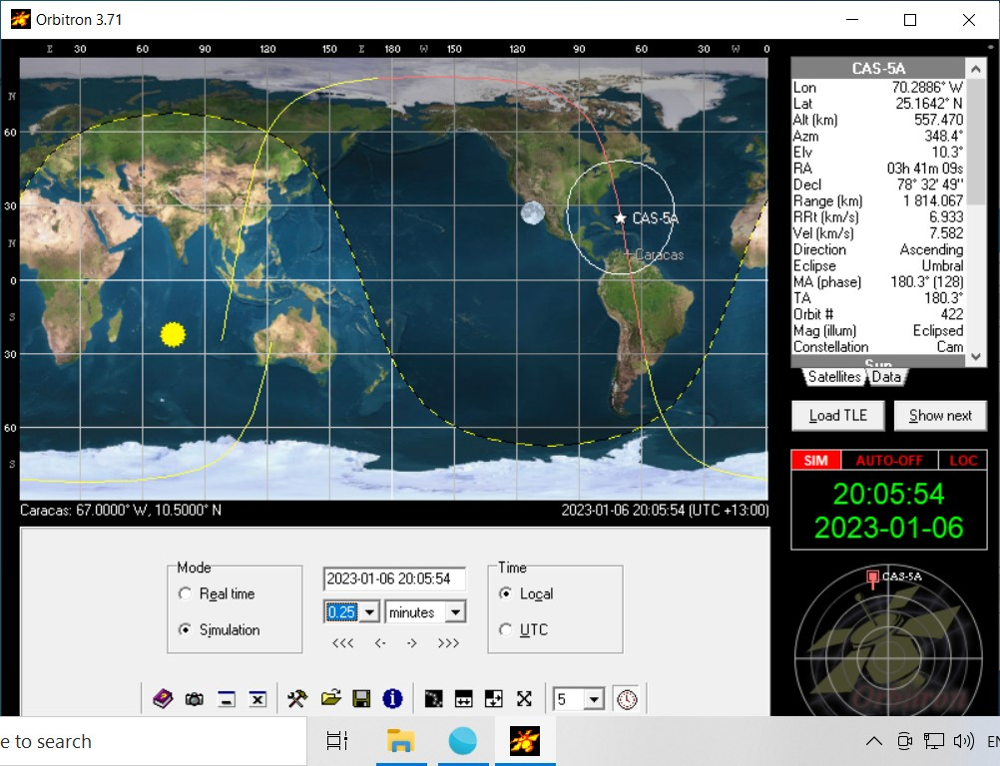 Orbitron 3.71
E 30 60 90 120 150 E 180 W 150 120 90 60 30 W 0
N
60
30
N
0
S
30
60
S
CAS-5A
Caracas
Caracas: 67.0000° W, 10.5000° N
2023-01-06 20:05:54 (UTC +13:00)
CAS-5A
Lon 70.2886° W
Lat 25.1642° N
Alt (km) 557.470
Azm 348.4°
Elv 10.3°
RA 03h 41m 09s
Decl 78° 32' 49''
Range (km) 1 814.067
RRt (km/s) 6.933
Vel (km/s) 7.582
Direction Ascending
Eclipse Umbral
MA (phase) 180.3° (128)
TA 180.3°
Orbit # 422
Mag (illum) Eclipsed
Constellation Cam
Sun
Satellites Data
Load TLE Show next
SIM AUTO-OFF LOC
20:05:54
2023-01-06
CAS-5A
Orbitron
Mode
Real time
Simulation
2023-01-06 20:05:54
0.25 minutes
<<< <- -> >>>
Time
Local
UTC
5
e to search
EN